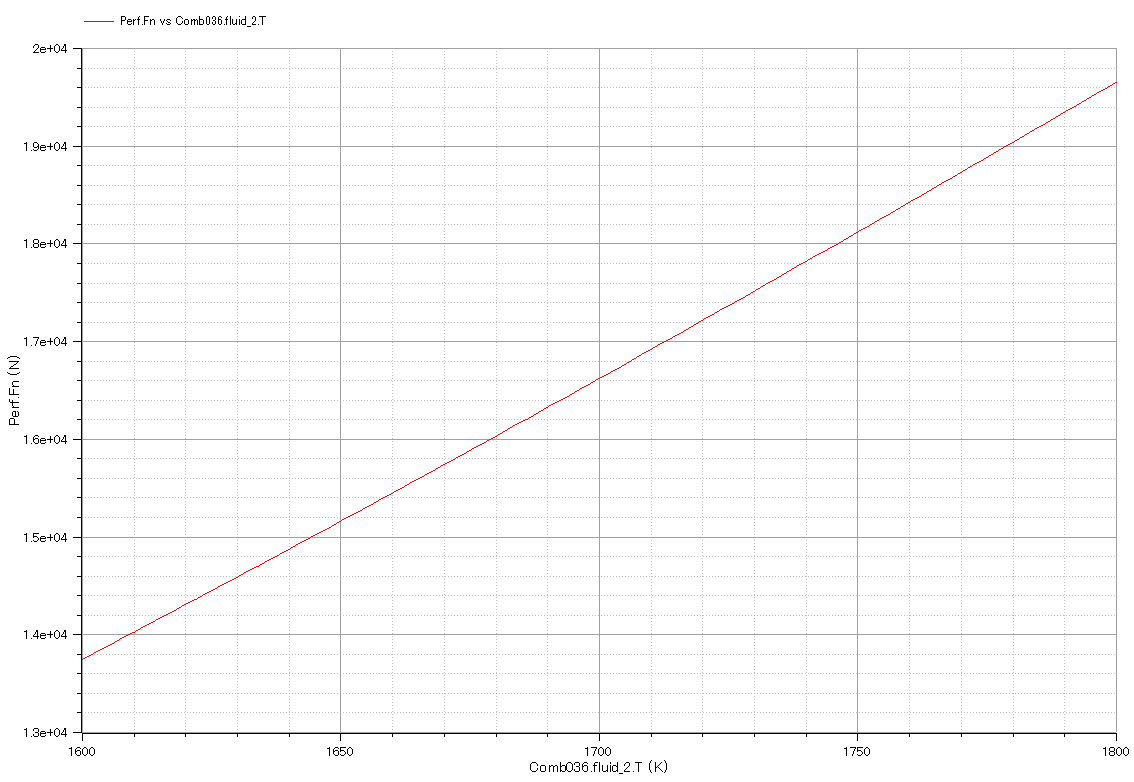 Perf.Fn vs Comb036.fluid_2.T
2e+04
1.9e+04
1.8e+04
1.7e+04
1.6e+04
1.5e+04
1.4e+04
1.3e+04
Perf.Fn (N)
1600
1650
1700
1750
1800
Comb036.fluid_2.T (K)